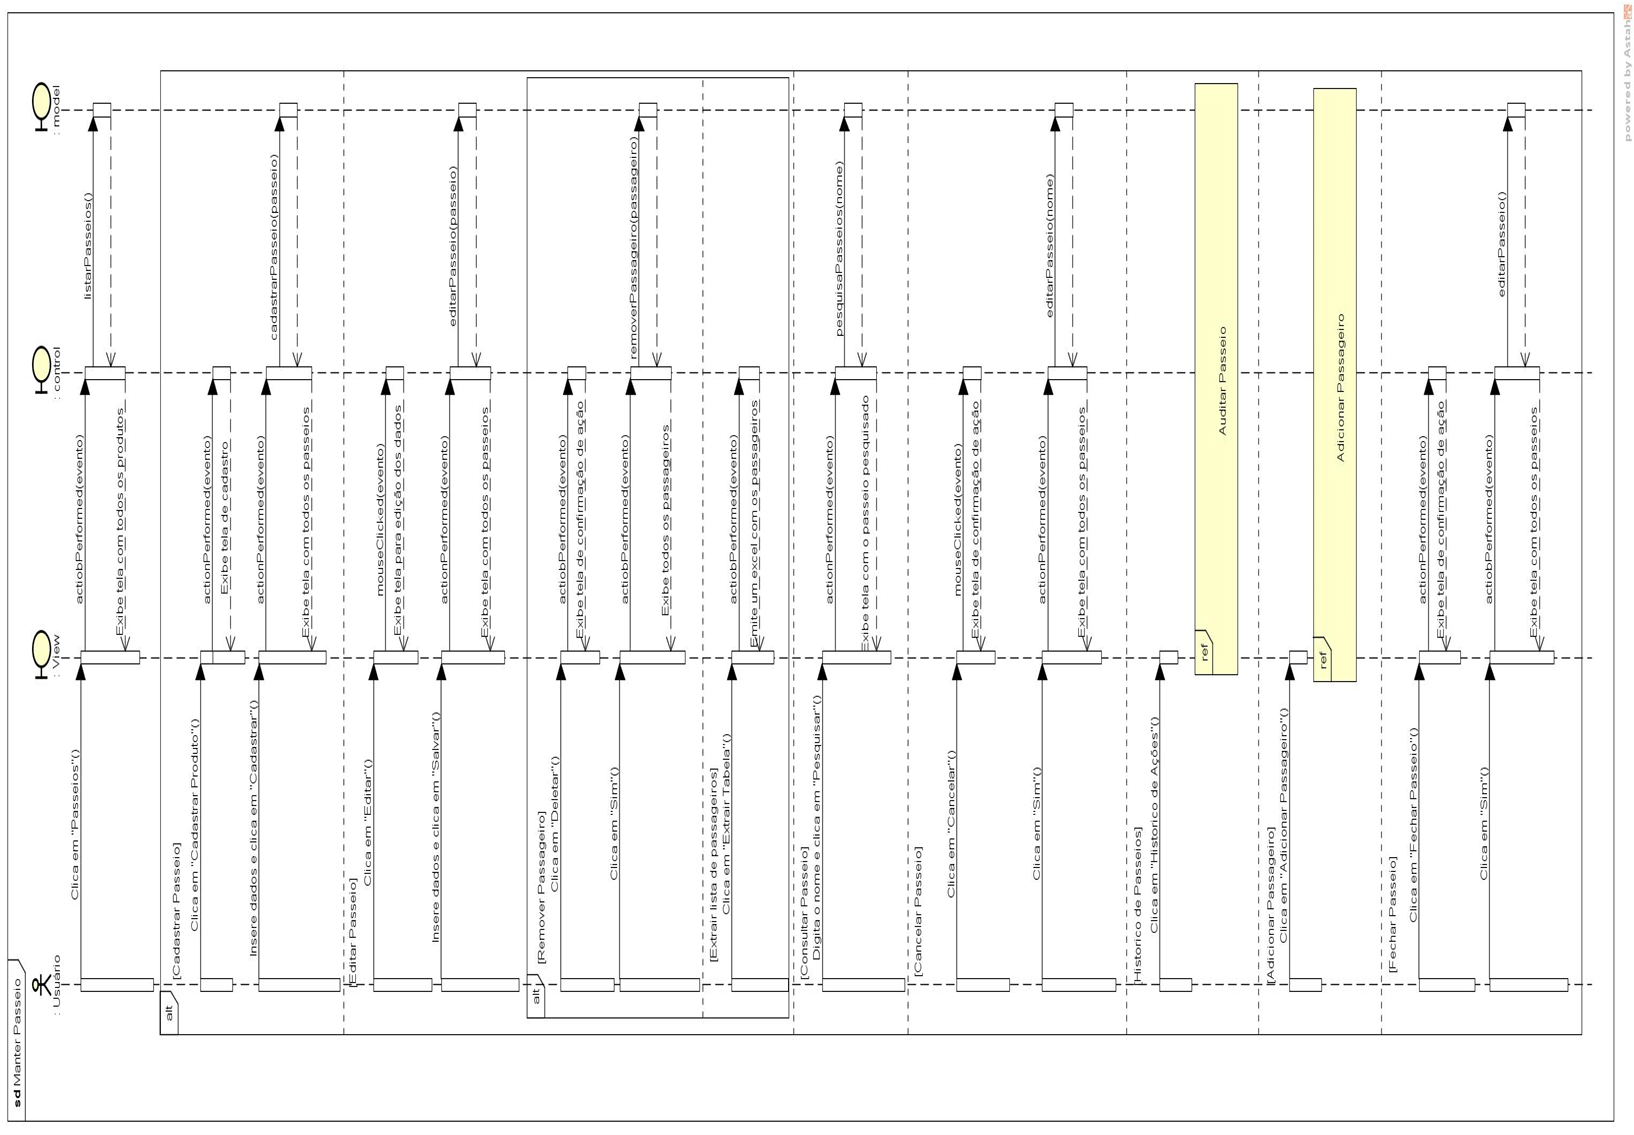 sd Manter Passeio
: Usuário
: View
: control
: model
Clica em "Passeios"()
actiobPerformed(evento)
listarPasseios()
Exibe tela com todos os produtos
alt
[Cadastrar Passeio]
Clica em "Cadastrar Produto"()
actionPerformed(evento)
Exibe tela de cadastro
Insere dados e clica em "Cadastrar"()
actionPerformed(evento)
cadastrarPasseio(passeio)
Exibe tela com todos os passeios
[Editar Passeio]
Clica em "Editar"()
mouseClicked(evento)
Exibe tela para edição dos dados
Insere dados e clica em "Salvar"()
actionPerformed(evento)
editarPasseio(passeio)
Exibe tela com todos os passeios
alt
[Remover Passageiro]
Clica em "Deletar"()
actiobPerformed(evento)
Exibe tela de confirmação de ação
Clica em "Sim"()
actiobPerformed(evento)
removerPassageiro(passageiro)
Exibe todos os passageiros
[Extrair lista de passageiros]
Clica em "Extrair Tabela"()
actiobPerformed(evento)
Emite um excel com os passageiros
[Consultar Passeio]
Digita o nome e clica em "Pesquisar"()
actionPerformed(evento)
pesquisaPasseios(nome)
Exibe tela com o passeio pesquisado
[Cancelar Passeio]
Clica em "Cancelar"()
mouseClicked(evento)
Exibe tela de confirmação de ação
Clica em "Sim"()
actionPerformed(evento)
editarPasseio(nome)
Exibe tela com todos os passeios
[Historico de Passeios]
Clica em "Historico de Ações"()
ref
Auditar Passeio
[Adicionar Passageiro]
Clica em "Adicionar Passageiro"()
ref
Adicionar Passageiro
[Fechar Passeio]
Clica em "Fechar Passeio"()
actionPerformed(evento)
Exibe tela de confirmação de ação
Clica em "Sim"()
actiobPerformed(evento)
editarPasseio()
Exibe tela com todos os passeios
powered by Astah